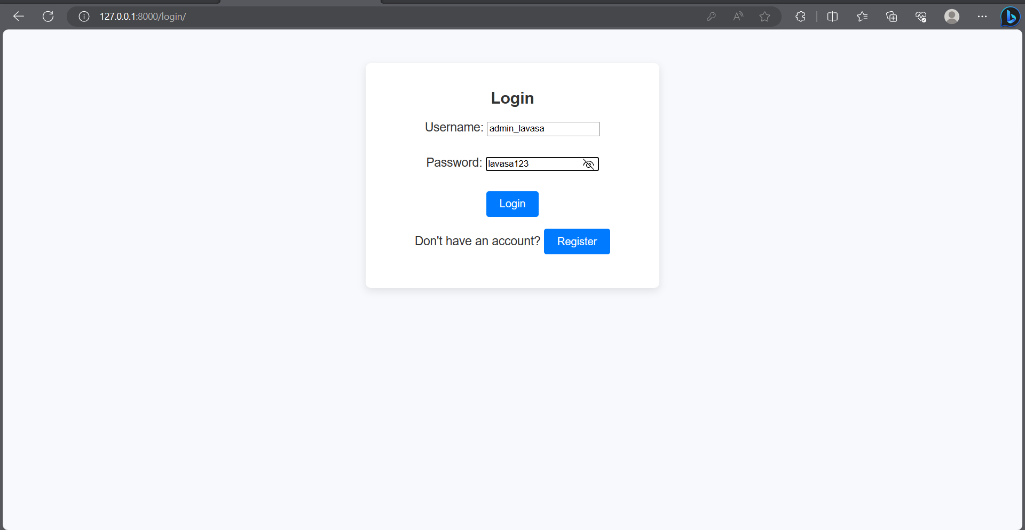 127.0.0.1:8000/login/
Login
Username: admin_lavasa
Password: lavasa123
Login
Don't have an account? Register